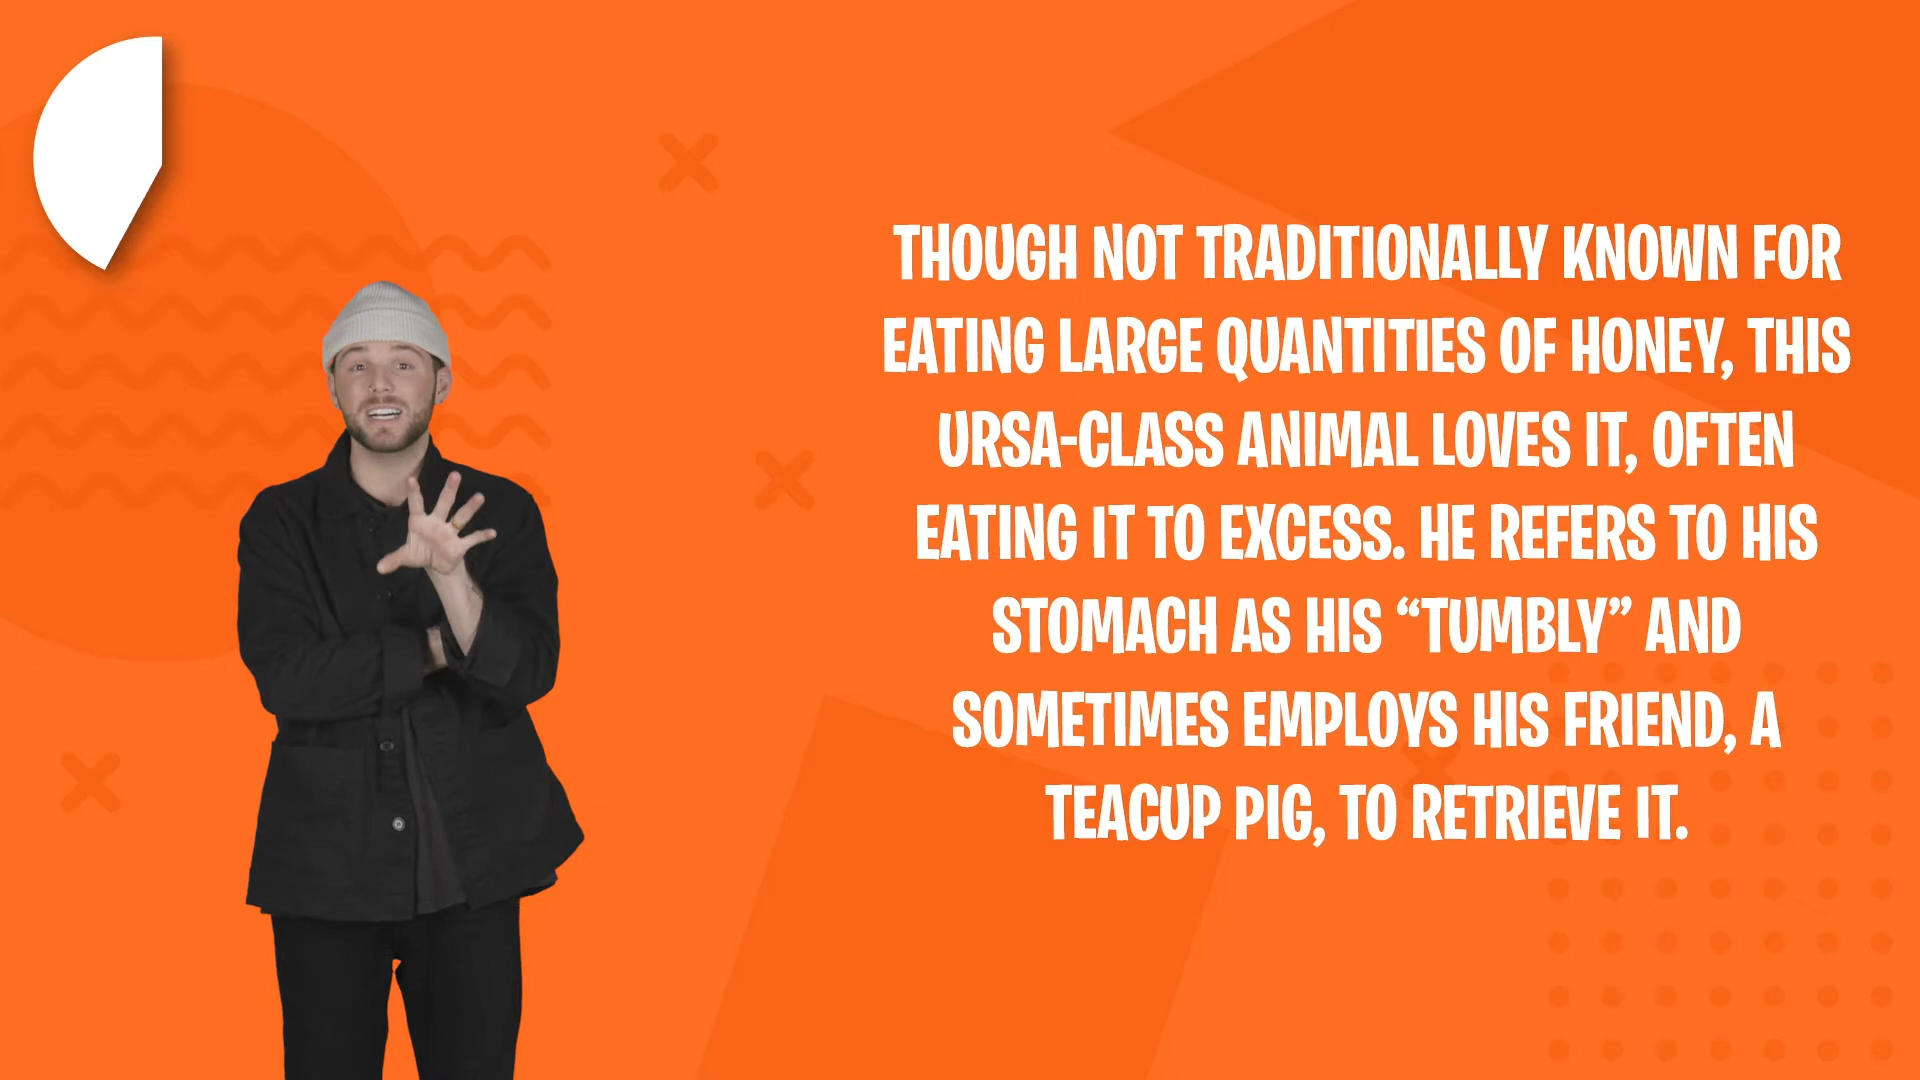 THOUGH NOT TRADITIONALLY KNOWN FOR
EATING LARGE QUANTITIES OF HONEY, THIS
URSA-CLASS ANIMAL LOVES IT, OFTEN
EATING IT TO EXCESS. HE REFERS TO HIS
STOMACH AS HIS “TUMBLY” AND
SOMETIMES EMPLOYS HIS FRIEND, A
TEACUP PIG, TO RETRIEVE IT.